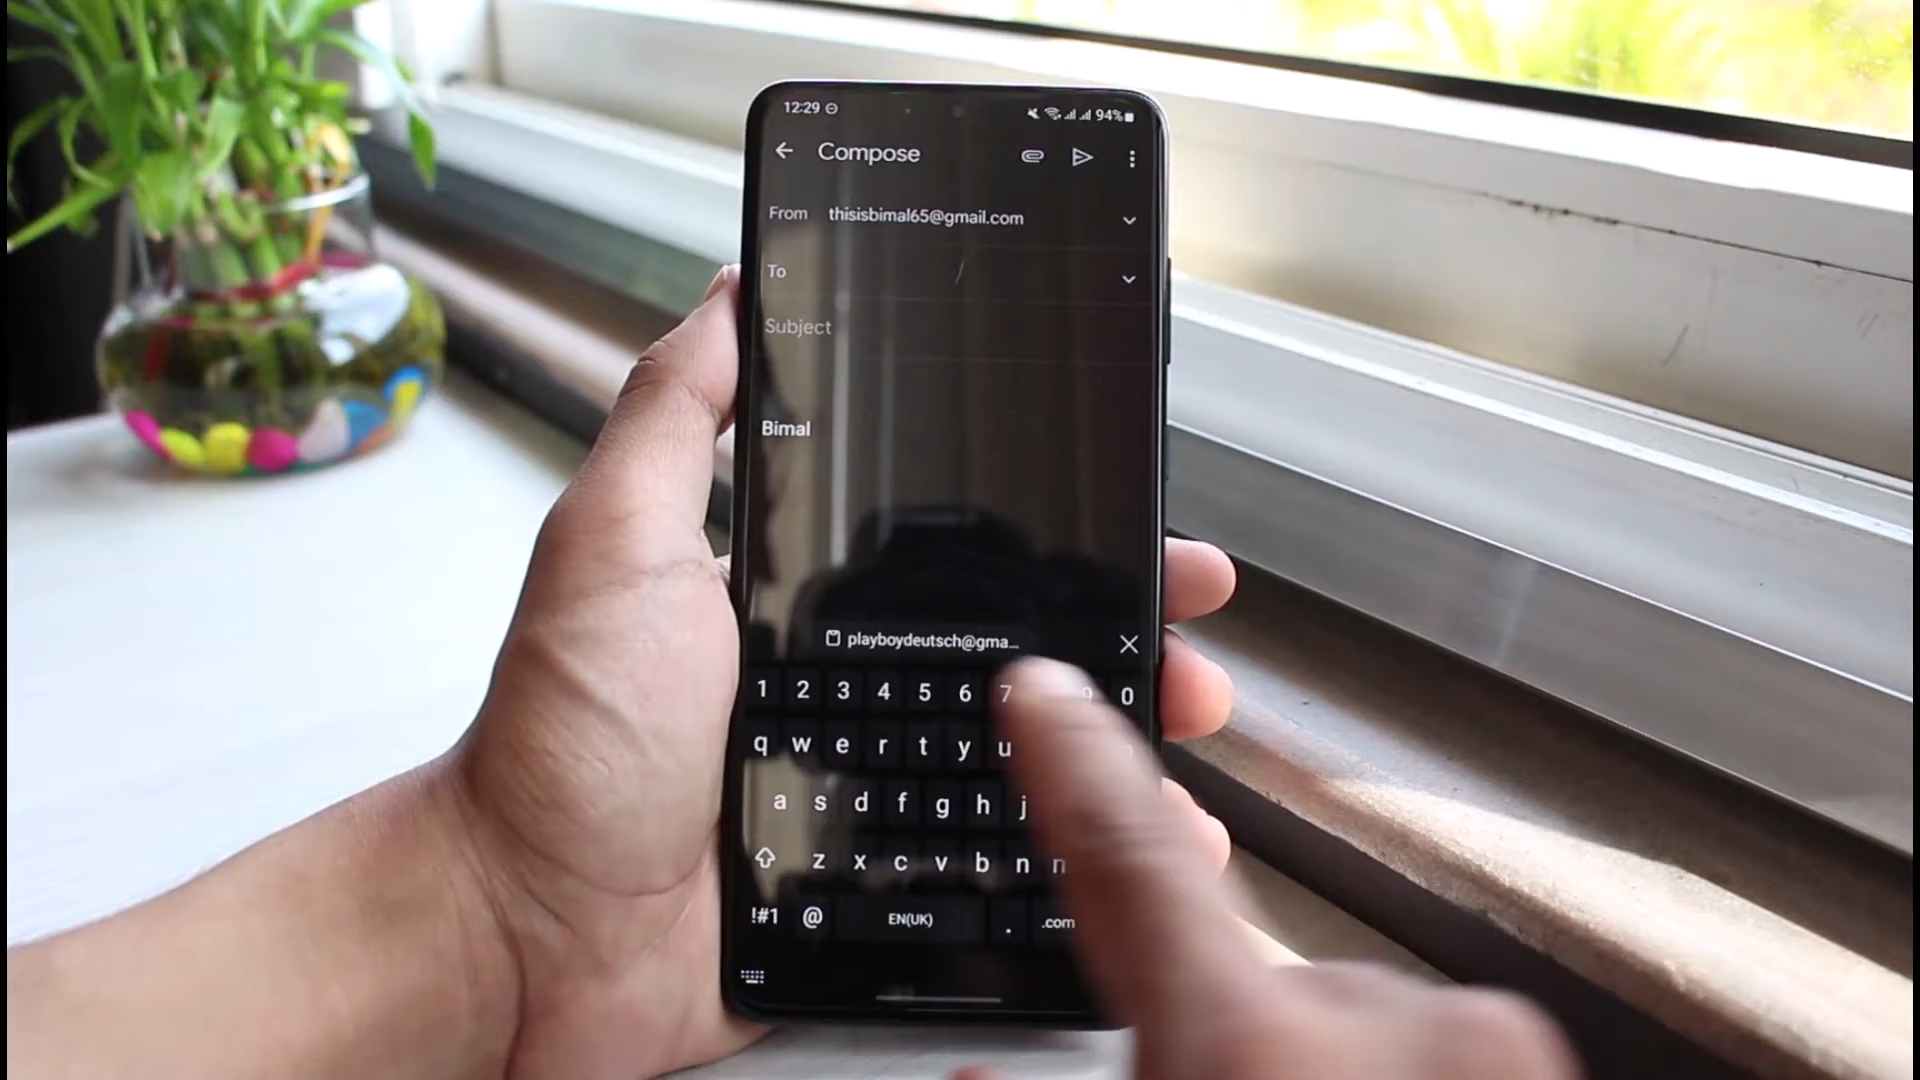 12:29 94%
Compose
From thisisbimal65@gmail.com
To
Subject
Bimal
playboydeutsch@gma...
1 2 3 4 5 6 7 9 0
q w e r t y u
a s d f g h j
z x c v b n
!#1 @ EN(UK) . .com